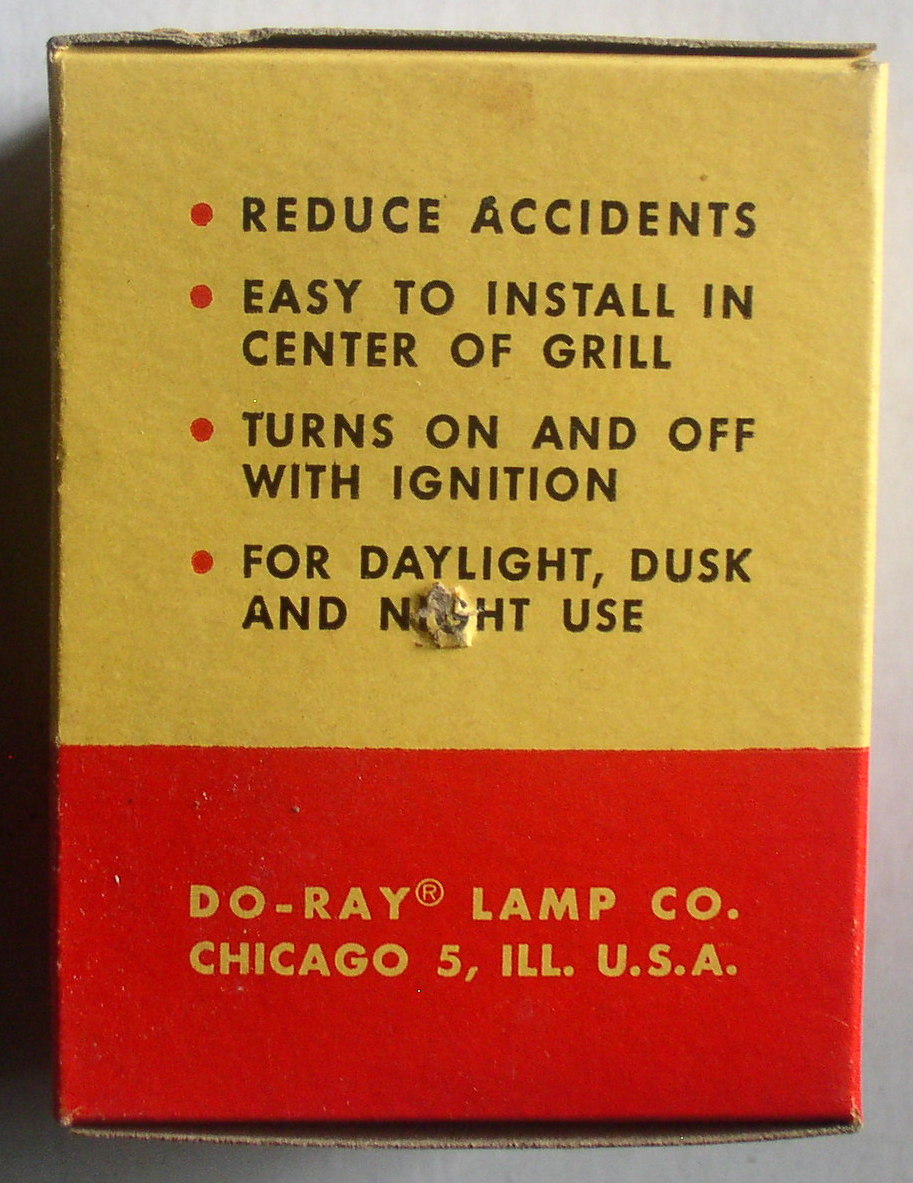 • REDUCE ACCIDENTS
• EASY TO INSTALL IN
CENTER OF GRILL
• TURNS ON AND OFF
WITH IGNITION
• FOR DAYLIGHT, DUSK
AND NIGHT USE
DO-RAY® LAMP CO.
CHICAGO 5, ILL. U.S.A.